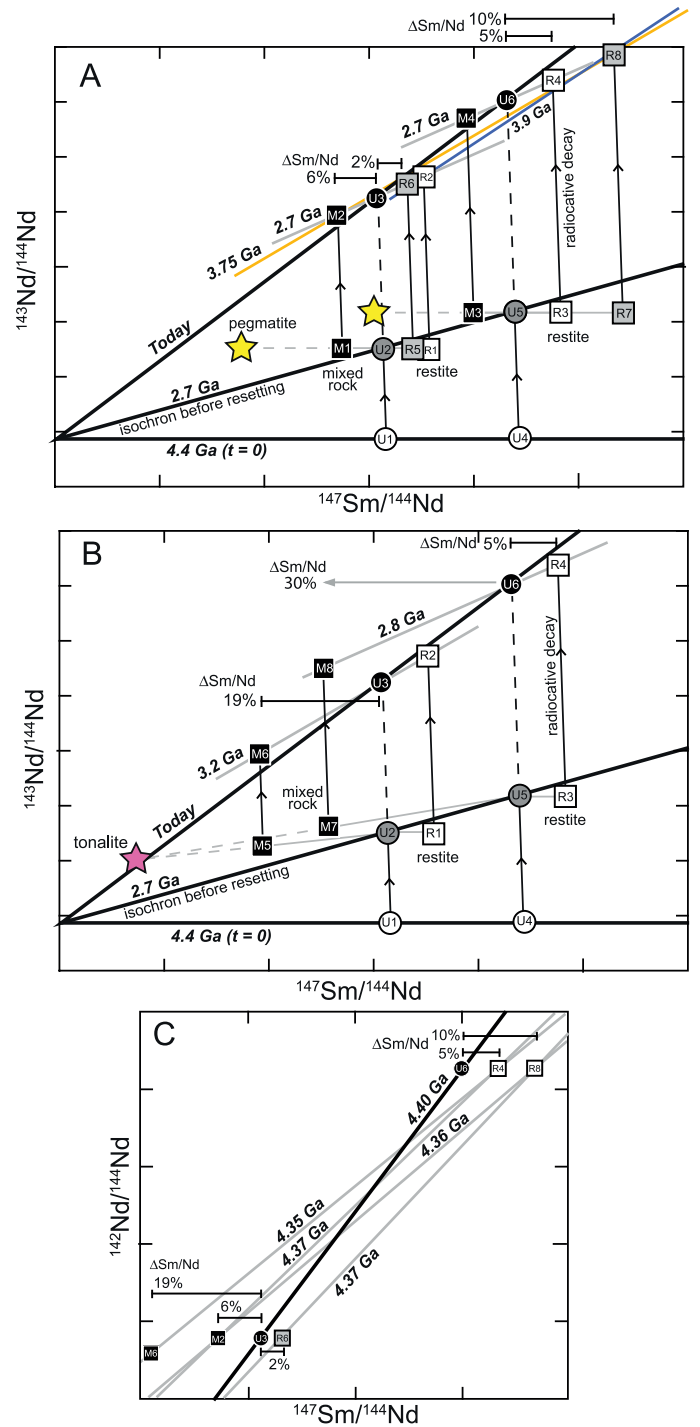 A
ΔSm/Nd
10%
5%
R8
R4
U6
M4
2.7 Ga
3.9 Ga
ΔSm/Nd
2%
6%
R6
R2
U3
M2
2.7 Ga
3.75 Ga
radiocative decay
143Nd/144Nd
Today
pegmatite
M3
U5
R3
R7
restite
M1
U2
R5
R1
mixed
rock
restite
2.7 Ga
isochron before resetting
U1
U4
4.4 Ga (t = 0)
147Sm/144Nd
B
ΔSm/Nd
5%
ΔSm/Nd
30%
R4
U6
2.8 Ga
M8
R2
U3
ΔSm/Nd
19%
3.2 Ga
M6
radiocative decay
143Nd/144Nd
Today
mixed
rock
M7
U5
R3
restite
tonalite
M5
U2
R1
restite
2.7 Ga
isochron before resetting
U1
U4
4.4 Ga (t = 0)
147Sm/144Nd
C
ΔSm/Nd
10%
5%
U6
R4
R8
4.40 Ga
4.36 Ga
4.35 Ga
4.37 Ga
4.37 Ga
142Nd/144Nd
ΔSm/Nd
19%
6%
M6
M2
U3
R6
2%
147Sm/144Nd